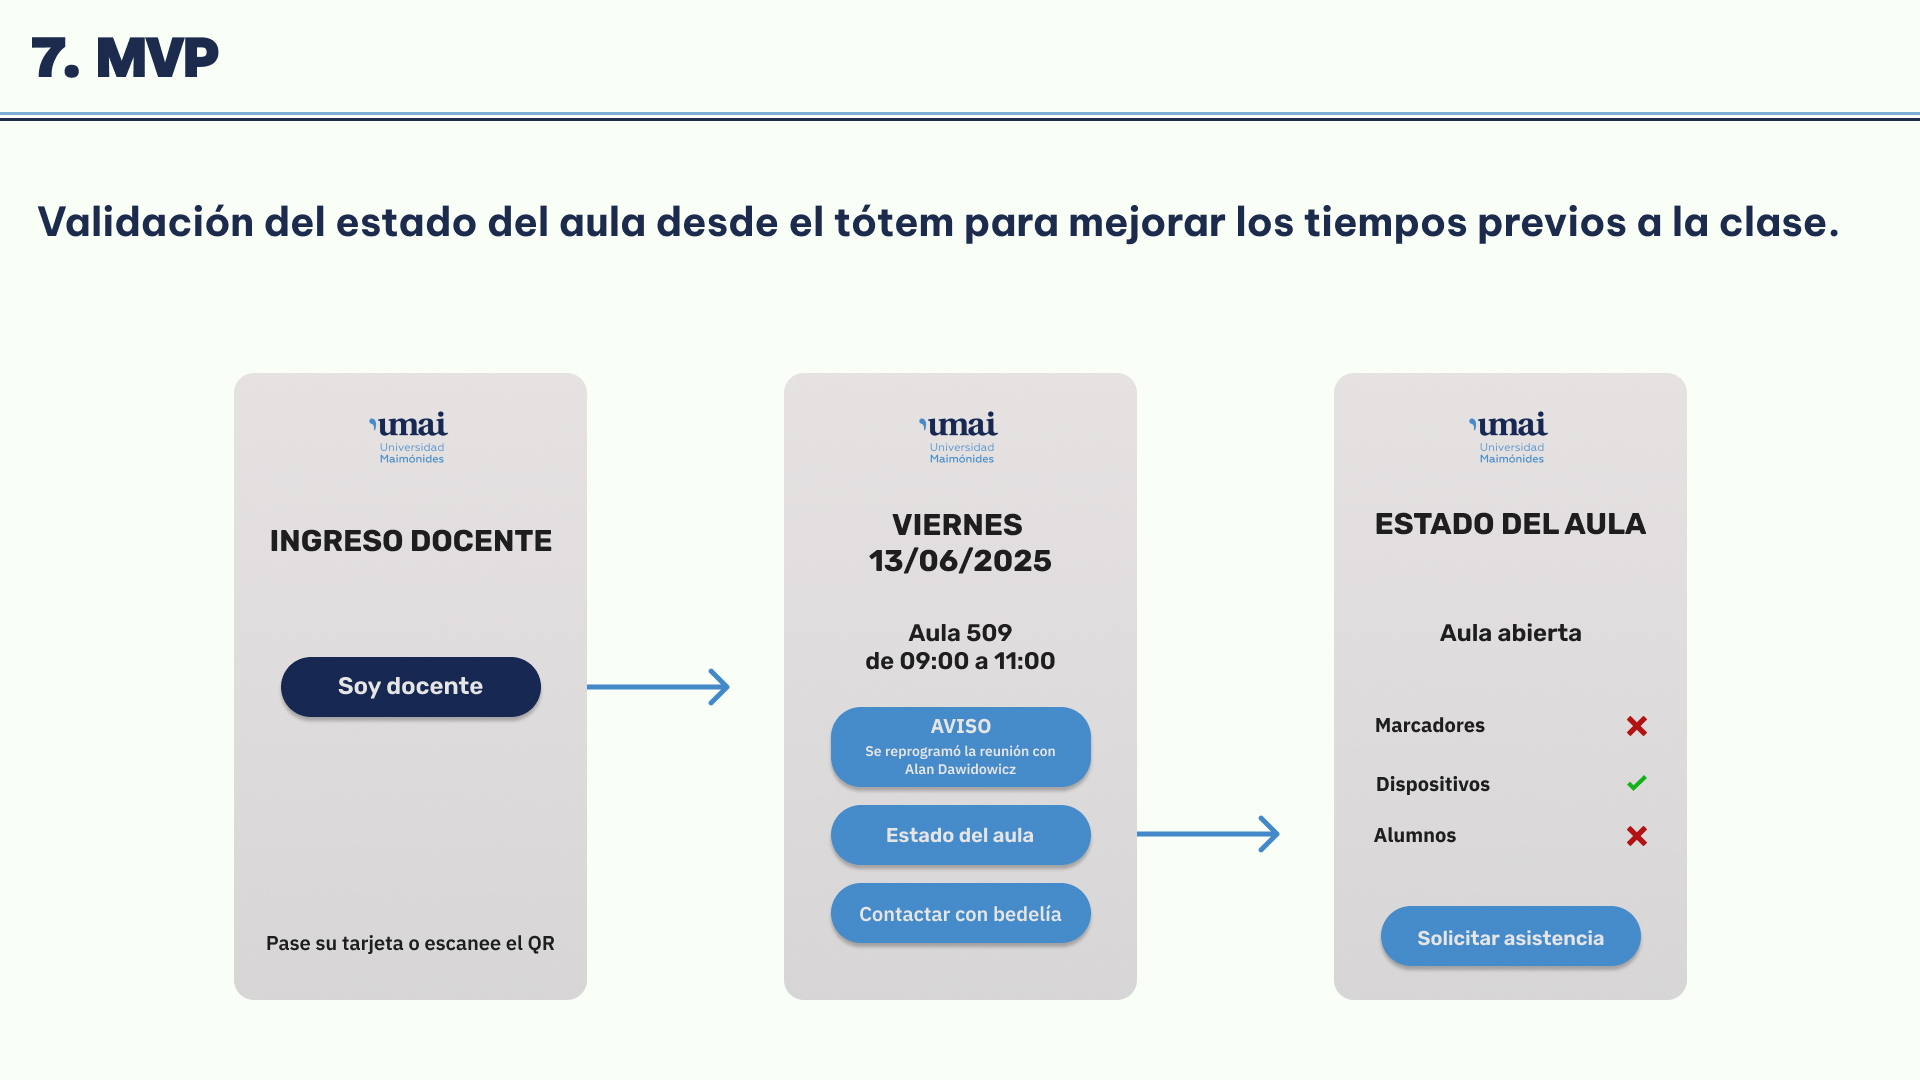 7. MVP
Validación del estado del aula desde el tótem para mejorar los tiempos previos a la clase.
umai
Universidad
Maimónides
INGRESO DOCENTE
Soy docente
Pase su tarjeta o escanee el QR
umai
Universidad
Maimónides
VIERNES
13/06/2025
Aula 509
de 09:00 a 11:00
AVISO
Se reprogramó la reunión con
Alan Dawidowicz
Estado del aula
Contactar con bedelía
umai
Universidad
Maimónides
ESTADO DEL AULA
Aula abierta
Marcadores
Dispositivos
Alumnos
Solicitar asistencia